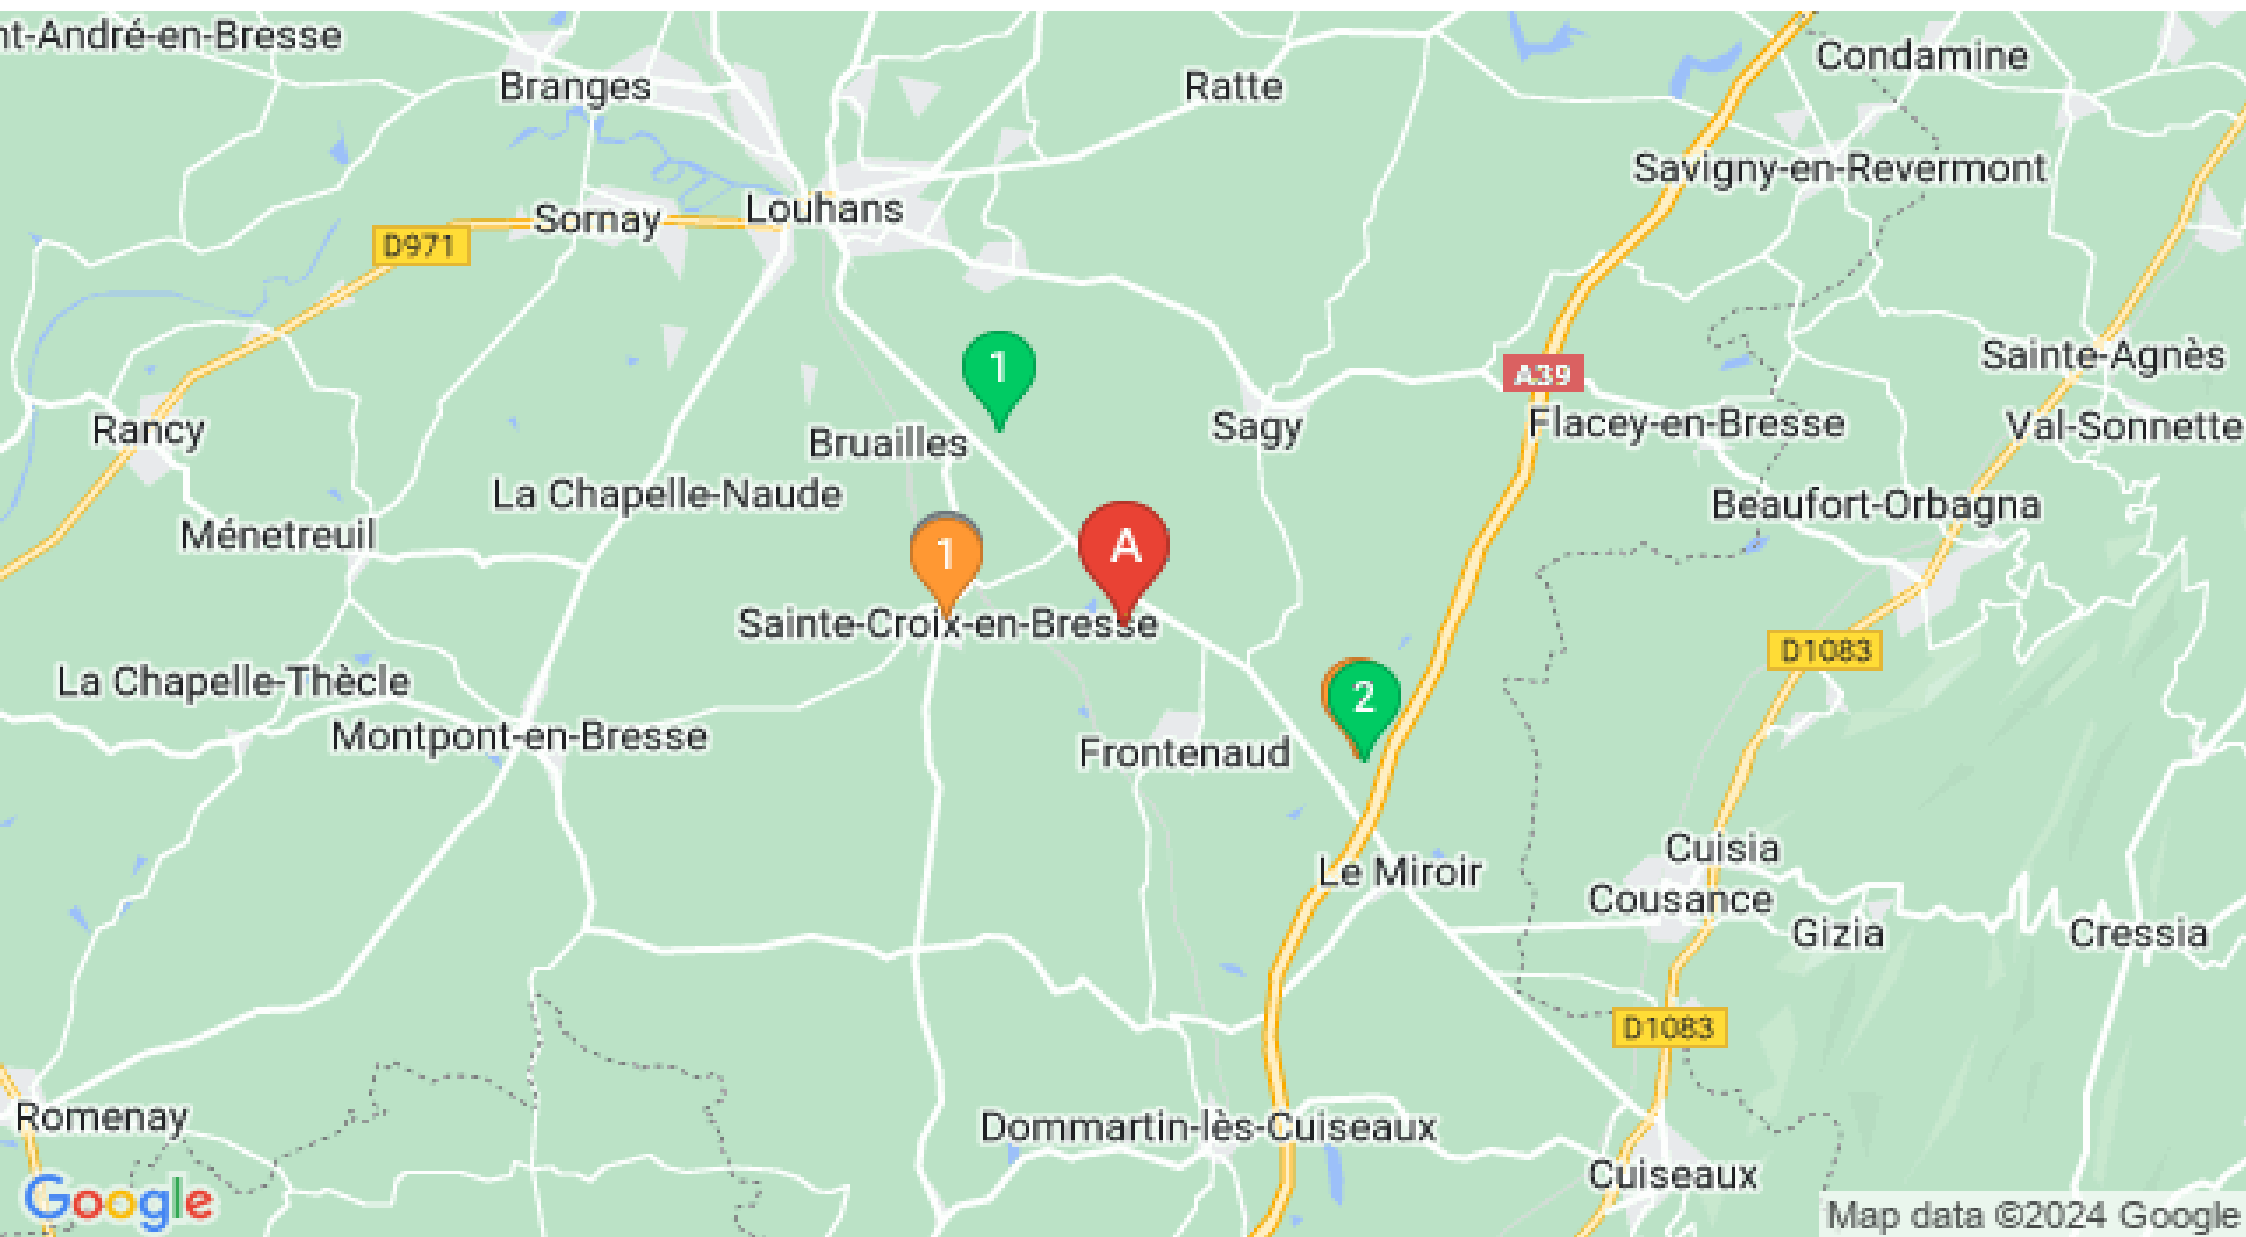 nt-André-en-Bresse
Condamine
Branges
Ratte
Savigny-en-Revermont
Louhans
Sornay
D971
Sainte-Agnès
1
A39
Rancy
Bruailles
Sagy
Flacey-en-Bresse
Val-Sonnette
La Chapelle-Naude
Beaufort-Orbagna
Ménetreuil
1
A
Sainte-Croix-en-Bresse
D1083
La Chapelle-Thècle
2
Montpont-en-Bresse
Frontenaud
Cuisia
Le Miroir
Cousance
Gizia
Cressia
D1083
Romenay
Dommartin-lès-Cuiseaux
Cuiseaux
Google
Map data ©2024 Google